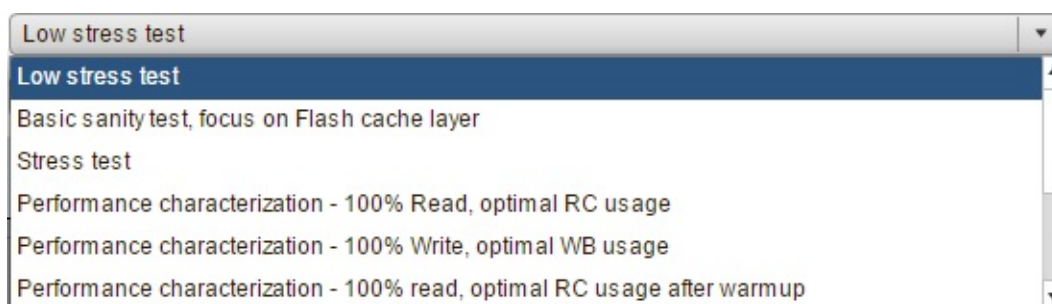 Low stress test
Low stress test
Basic sanity test, focus on Flash cache layer
Stress test
Performance characterization - 100% Read, optimal RC usage
Performance characterization - 100% Write, optimal WB usage
Performance characterization - 100% read, optimal RC usage after warmup